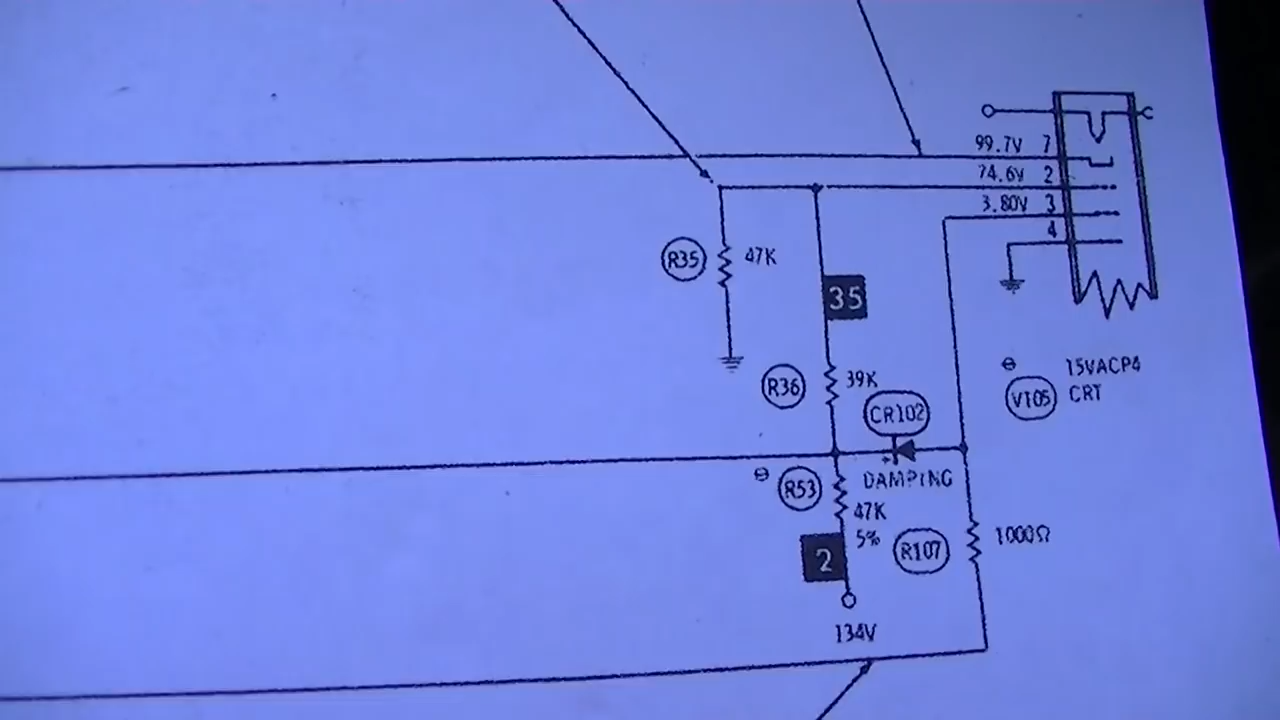 99.7V 7
74.6V 2
3.80V 3
4
R35 47K
35
R36 39K
CR102
15VACP4
V105 CRT
DAMPING
R53 47K
5%
2
R107 1000Ω
134V